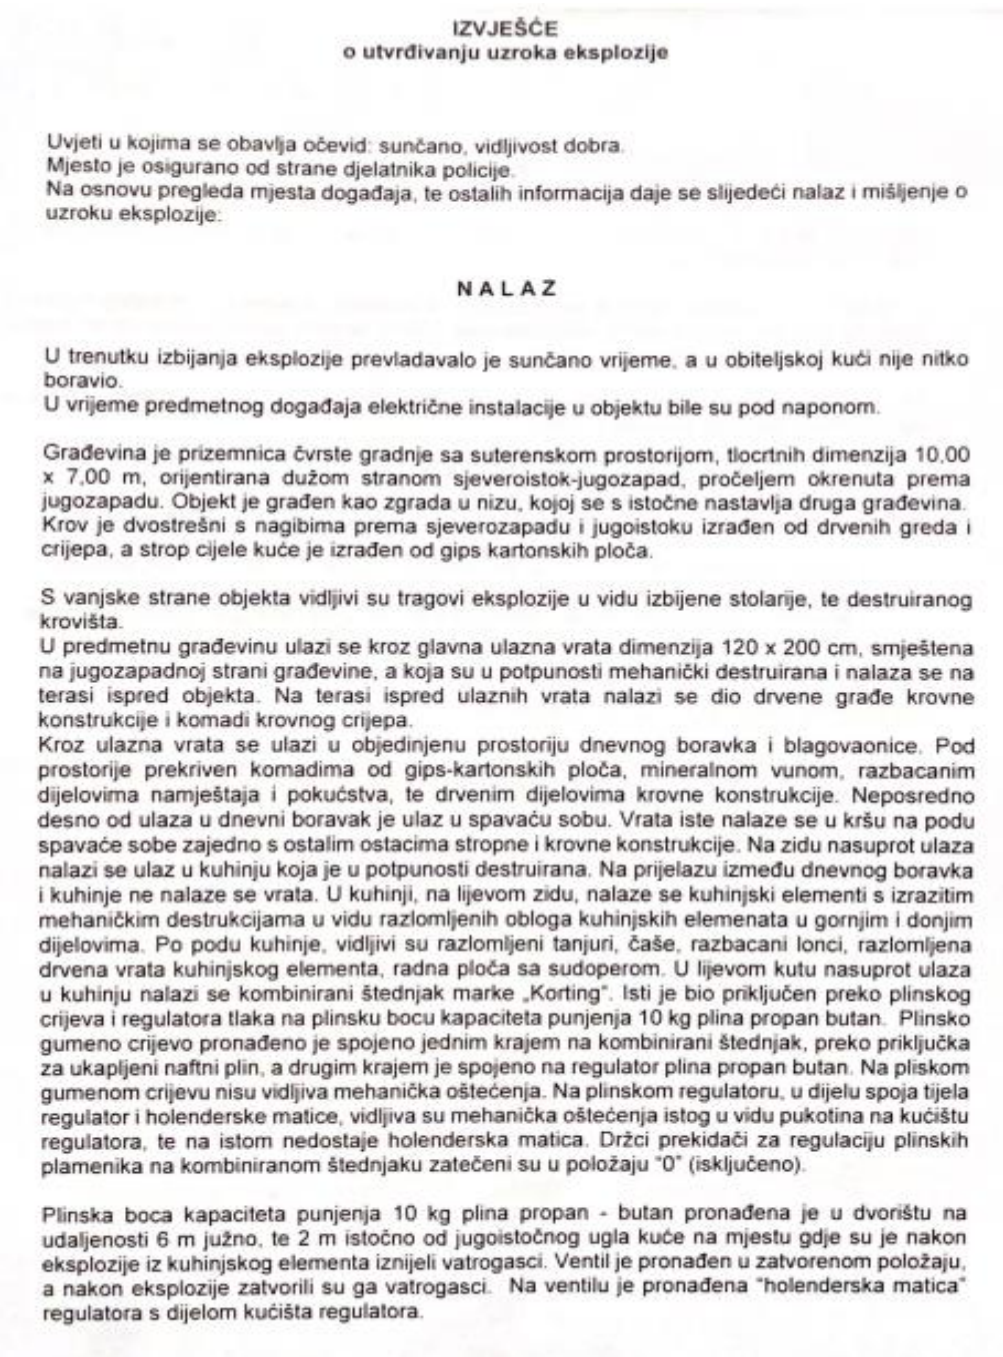 IZVJEŠĆE
o utvrđivanju uzroka eksplozije
Uvjeti u kojima se obavlja očevid: sunčano, vidljivost dobra.
Mjesto je osigurano od strane djelatnika policije.
Na osnovu pregleda mjesta događaja, te ostalih informacija daje se slijedeći nalaz i mišljenje o
uzroku eksplozije:
N A L A Z
U trenutku izbijanja eksplozije prevladavalo je sunčano vrijeme, a u obiteljskoj kući nije nitko
boravio.
U vrijeme predmetnog događaja električne instalacije u objektu bile su pod naponom.
Građevina je prizemnica čvrste gradnje sa suterenskom prostorijom, tlocrtnih dimenzija 10,00
x 7,00 m, orijentirana dužom stranom sjeveroistok-jugozapad, pročeljem okrenuta prema
jugozapadu. Objekt je građen kao zgrada u nizu, kojoj se s istočne nastavlja druga građevina.
Krov je dvostrešni s nagibima prema sjeverozapadu i jugoistoku izrađen od drvenih greda i
crijepa, a strop cijele kuće je izrađen od gips kartonskih ploča.
S vanjske strane objekta vidljivi su tragovi eksplozije u vidu izbijene stolarije, te destruiranog
krovišta.
U predmetnu građevinu ulazi se kroz glavna ulazna vrata dimenzija 120 x 200 cm, smještena
na jugozapadnoj strani građevine, a koja su u potpunosti mehanički destruirana i nalaza se na
terasi ispred objekta. Na terasi ispred ulaznih vrata nalazi se dio drvene građe krovne
konstrukcije i komadi krovnog crijepa.
Kroz ulazna vrata se ulazi u objedinjenu prostoriju dnevnog boravka i blagovaonice. Pod
prostorije prekriven komadima od gips-kartonskih ploča, mineralnom vunom, razbacanim
dijelovima namještaja i pokućstva, te drvenim dijelovima krovne konstrukcije. Neposredno
desno od ulaza u dnevni boravak je ulaz u spavaću sobu. Vrata iste nalaze se u kršu na podu
spavaće sobe zajedno s ostalim ostacima stropne i krovne konstrukcije. Na zidu nasuprot ulaza
nalazi se ulaz u kuhinju koja je u potpunosti destruirana. Na prijelazu između dnevnog boravka
i kuhinje ne nalaze se vrata. U kuhinji, na lijevom zidu, nalaze se kuhinjski elementi s izrazitim
mehaničkim destrukcijama u vidu razlomljenih obloga kuhinjskih elemenata u gornjim i donjim
dijelovima. Po podu kuhinje, vidljivi su razlomljeni tanjuri, čaše, razbacani lonci, razlomljena
drvena vrata kuhinjskog elementa, radna ploča sa sudoperom. U lijevom kutu nasuprot ulaza
u kuhinju nalazi se kombinirani štednjak marke „Korting“. Isti je bio priključen preko plinskog
crijeva i regulatora tlaka na plinsku bocu kapaciteta punjenja 10 kg plina propan butan. Plinsko
gumeno crijevo pronađeno je spojeno jednim krajem na kombinirani štednjak, preko priključka
za ukapljeni naftni plin, a drugim krajem je spojeno na regulator plina propan butan. Na pliskom
gumenom crijevu nisu vidljiva mehanička oštećenja. Na plinskom regulatoru, u dijelu spoja tijela
regulator i holenderske matice, vidljiva su mehanička oštećenja istog u vidu pukotina na kućištu
regulatora, te na istom nedostaje holenderska matica. Držci prekidači za regulaciju plinskih
plamenika na kombiniranom štednjaku zatečeni su u položaju "0" (isključeno).
Plinska boca kapaciteta punjenja 10 kg plina propan - butan pronađena je u dvorištu na
udaljenosti 6 m južno, te 2 m istočno od jugoistočnog ugla kuće na mjestu gdje su je nakon
eksplozije iz kuhinjskog elementa iznijeli vatrogasci. Ventil je pronađen u zatvorenom položaju,
a nakon eksplozije zatvorili su ga vatrogasci. Na ventilu je pronađena "holenderska matica"
regulatora s dijelom kućišta regulatora.